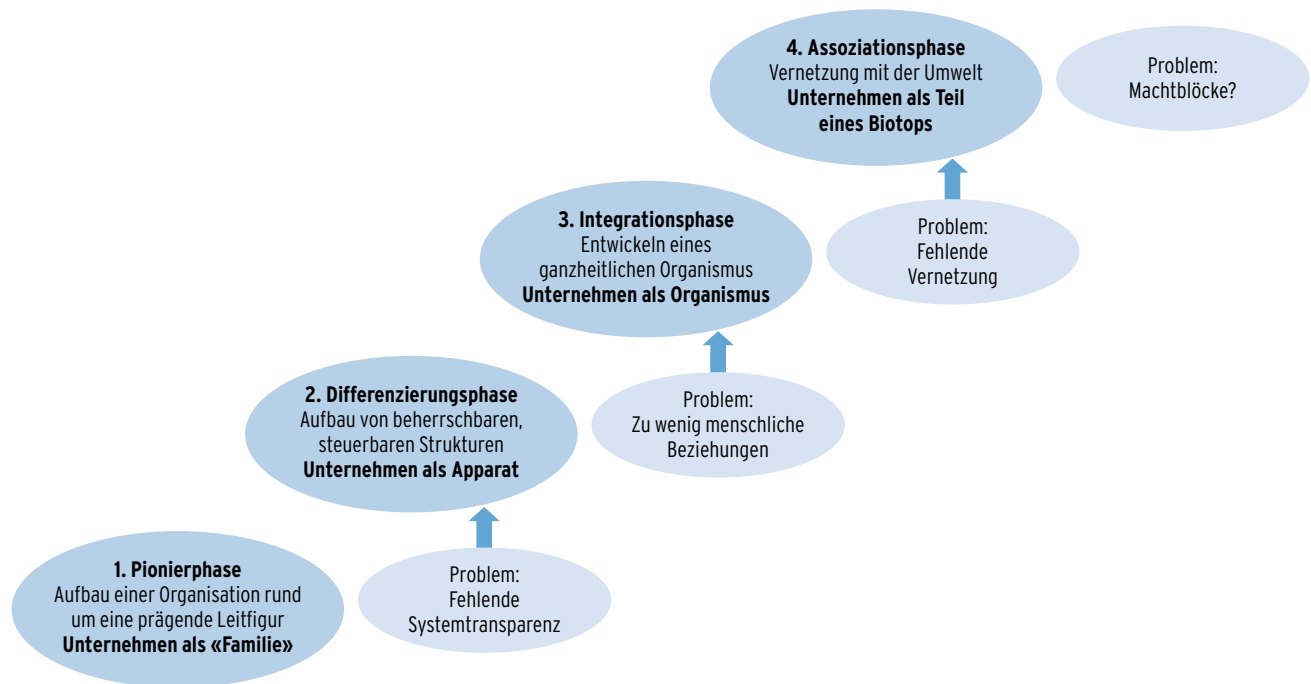 4. Assoziationsphase
Vernetzung mit der Umwelt
Unternehmen als Teil
eines Biotops
Problem:
Machtblöcke?
3. Integrationsphase
Entwickeln eines
ganzheitlichen Organismus
Unternehmen als Organismus
Problem:
Fehlende
Vernetzung
2. Differenzierungsphase
Aufbau von beherrschbaren,
steuerbaren Strukturen
Unternehmen als Apparat
Problem:
Zu wenig menschliche
Beziehungen
1. Pionierphase
Aufbau einer Organisation rund
um eine prägende Leitfigur
Unternehmen als «Familie»
Problem:
Fehlende
Systemtransparenz